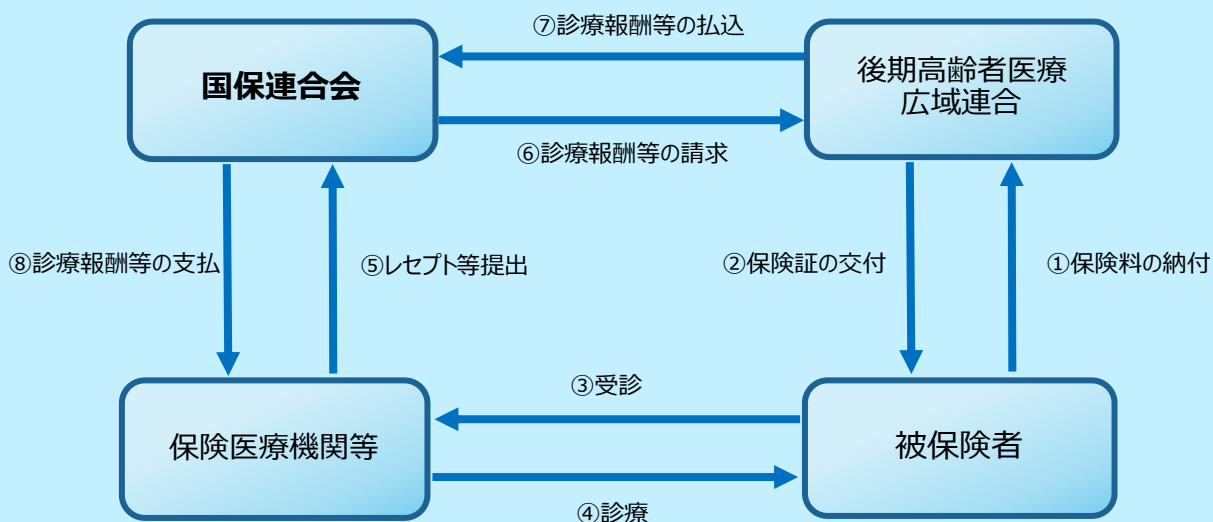 ⑦診療報酬等の払込
国保連合会
後期高齢者医療
広域連合
⑥診療報酬等の請求
⑧診療報酬等の支払
⑤レセプト等提出
②保険証の交付
①保険料の納付
③受診
保険医療機関等
被保険者
④診療